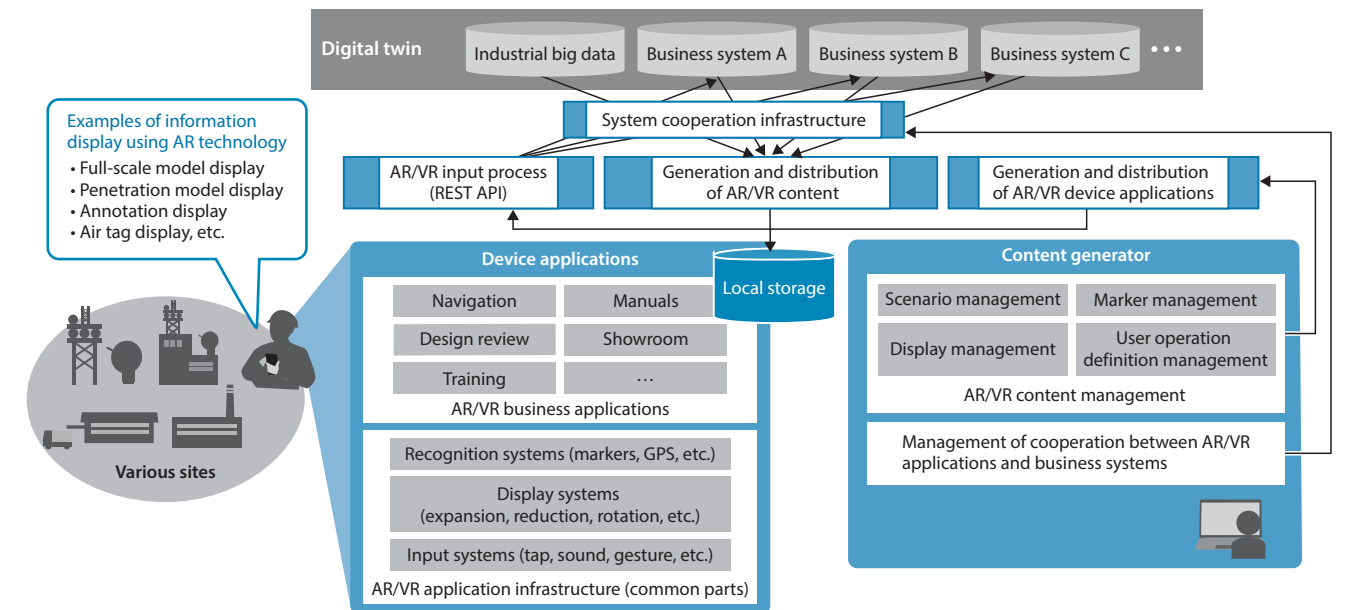 Digital twin
Industrial big data
Business system A
Business system B
Business system C
•••
System cooperation infrastructure
Examples of information
display using AR technology
• Full-scale model display
• Penetration model display
• Annotation display
• Air tag display, etc.
AR/VR input process
(REST API)
Generation and distribution
of AR/VR content
Generation and distribution
of AR/VR device applications
Various sites
Device applications
Local storage
Navigation
Manuals
Design review
Showroom
Training
…
AR/VR business applications
Recognition systems (markers, GPS, etc.)
Display systems
(expansion, reduction, rotation, etc.)
Input systems (tap, sound, gesture, etc.)
AR/VR application infrastructure (common parts)
Content generator
Scenario management
Marker management
Display management
User operation
definition management
AR/VR content management
Management of cooperation between AR/VR
applications and business systems